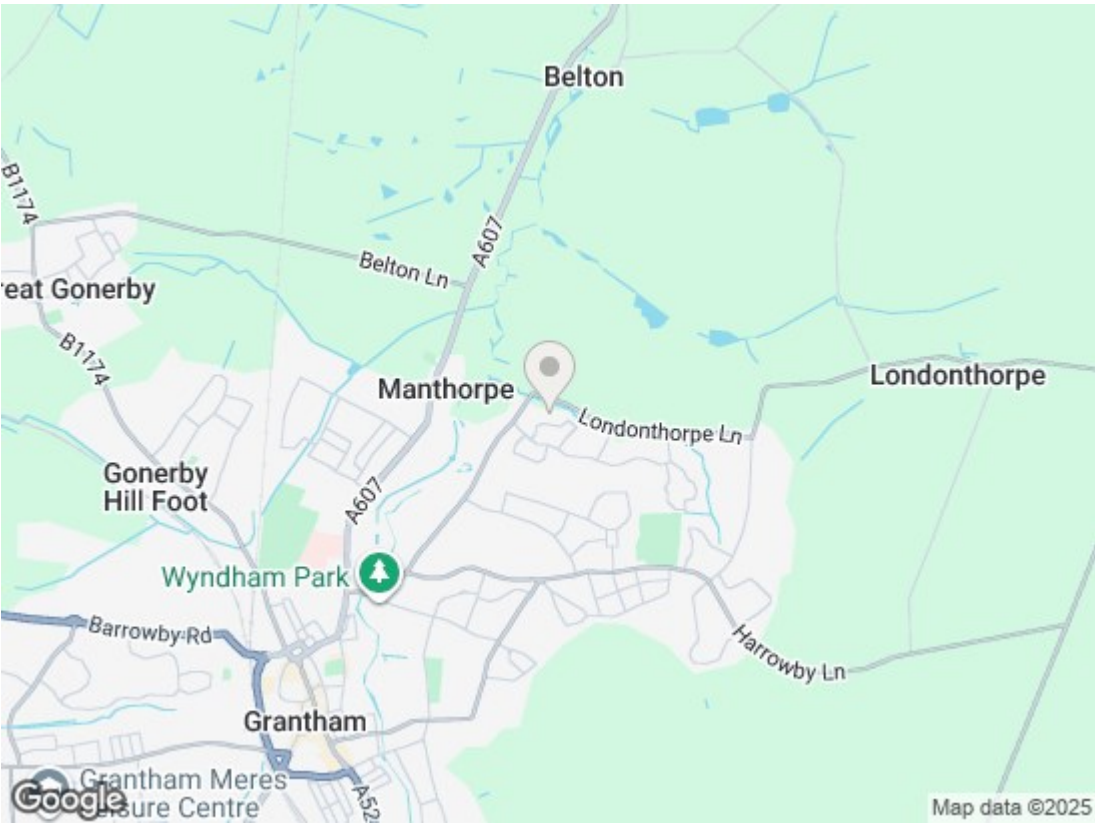 Belton
B1174
A607
Belton Ln
reat Gonerby
B1174
Manthorpe
Londonthorpe
Londonthorpe Ln
Gonerby
Hill Foot
A607
Wyndham Park
Barrowby Rd
Harrowby Ln
Grantham
Grantham Meres
eisure Centre
A52
Google
Map data ©2025